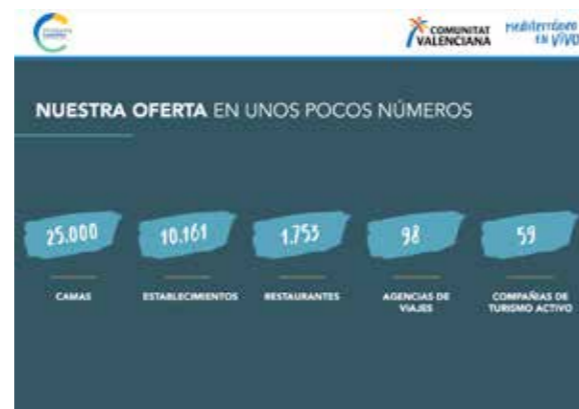 COMUNITAT
VALENCIANA
mediterráneo
EN VIVO
NUESTRA OFERTA EN UNOS POCOS NÚMEROS
25.000
10.161
1.753
98
59
CAMAS
ESTABLECIMIENTOS
RESTAURANTES
AGENCIAS DE
VIAJES
COMPAÑIAS DE
TURISMO ACTIVO